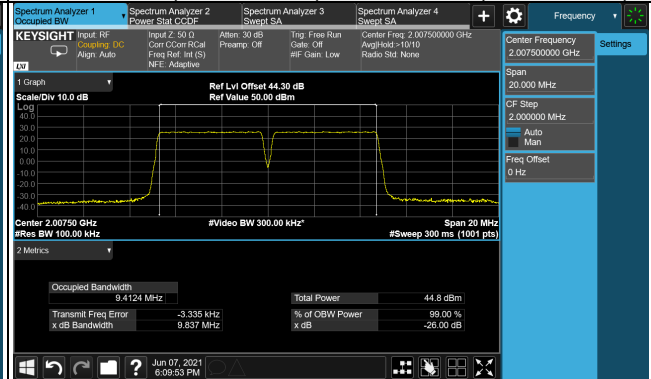 Spectrum Analyzer 1
Occupied BW
Spectrum Analyzer 2
Power Stat CCDF
Spectrum Analyzer 3
Swept SA
Spectrum Analyzer 4
Swept SA
Frequency
KEYSIGHT
Input: RF
Coupling: DC
Align: Auto
Input Z: 50 Ω
Corr CCorr RCal
Freq Ref: Int (S)
NFE: Adaptive
Atten: 30 dB
Preamp: Off
Trig: Free Run
Gate: Off
#IF Gain: Low
Center Freq: 2.007500000 GHz
Avg|Hold:>10/10
Radio Std: None
LXI
Center Frequency
2.007500000 GHz
Settings
Span
20.000 MHz
CF Step
2.000000 MHz
Auto
Man
Freq Offset
0 Hz
1 Graph
Scale/Div 10.0 dB
Ref Lvl Offset 44.30 dB
Ref Value 50.00 dBm
Log
40.0
30.0
20.0
10.0
0.00
-10.0
-20.0
-30.0
-40.0
Center 2.00750 GHz
#Video BW 300.00 kHz*
Span 20 MHz
#Res BW 100.00 kHz
#Sweep 300 ms (1001 pts)
2 Metrics
Occupied Bandwidth
9.4124 MHz
Total Power
44.8 dBm
Transmit Freq Error
-3.335 kHz
% of OBW Power
99.00 %
x dB Bandwidth
9.837 MHz
x dB
-26.00 dB
?
Jun 07, 2021
6:09:53 PM